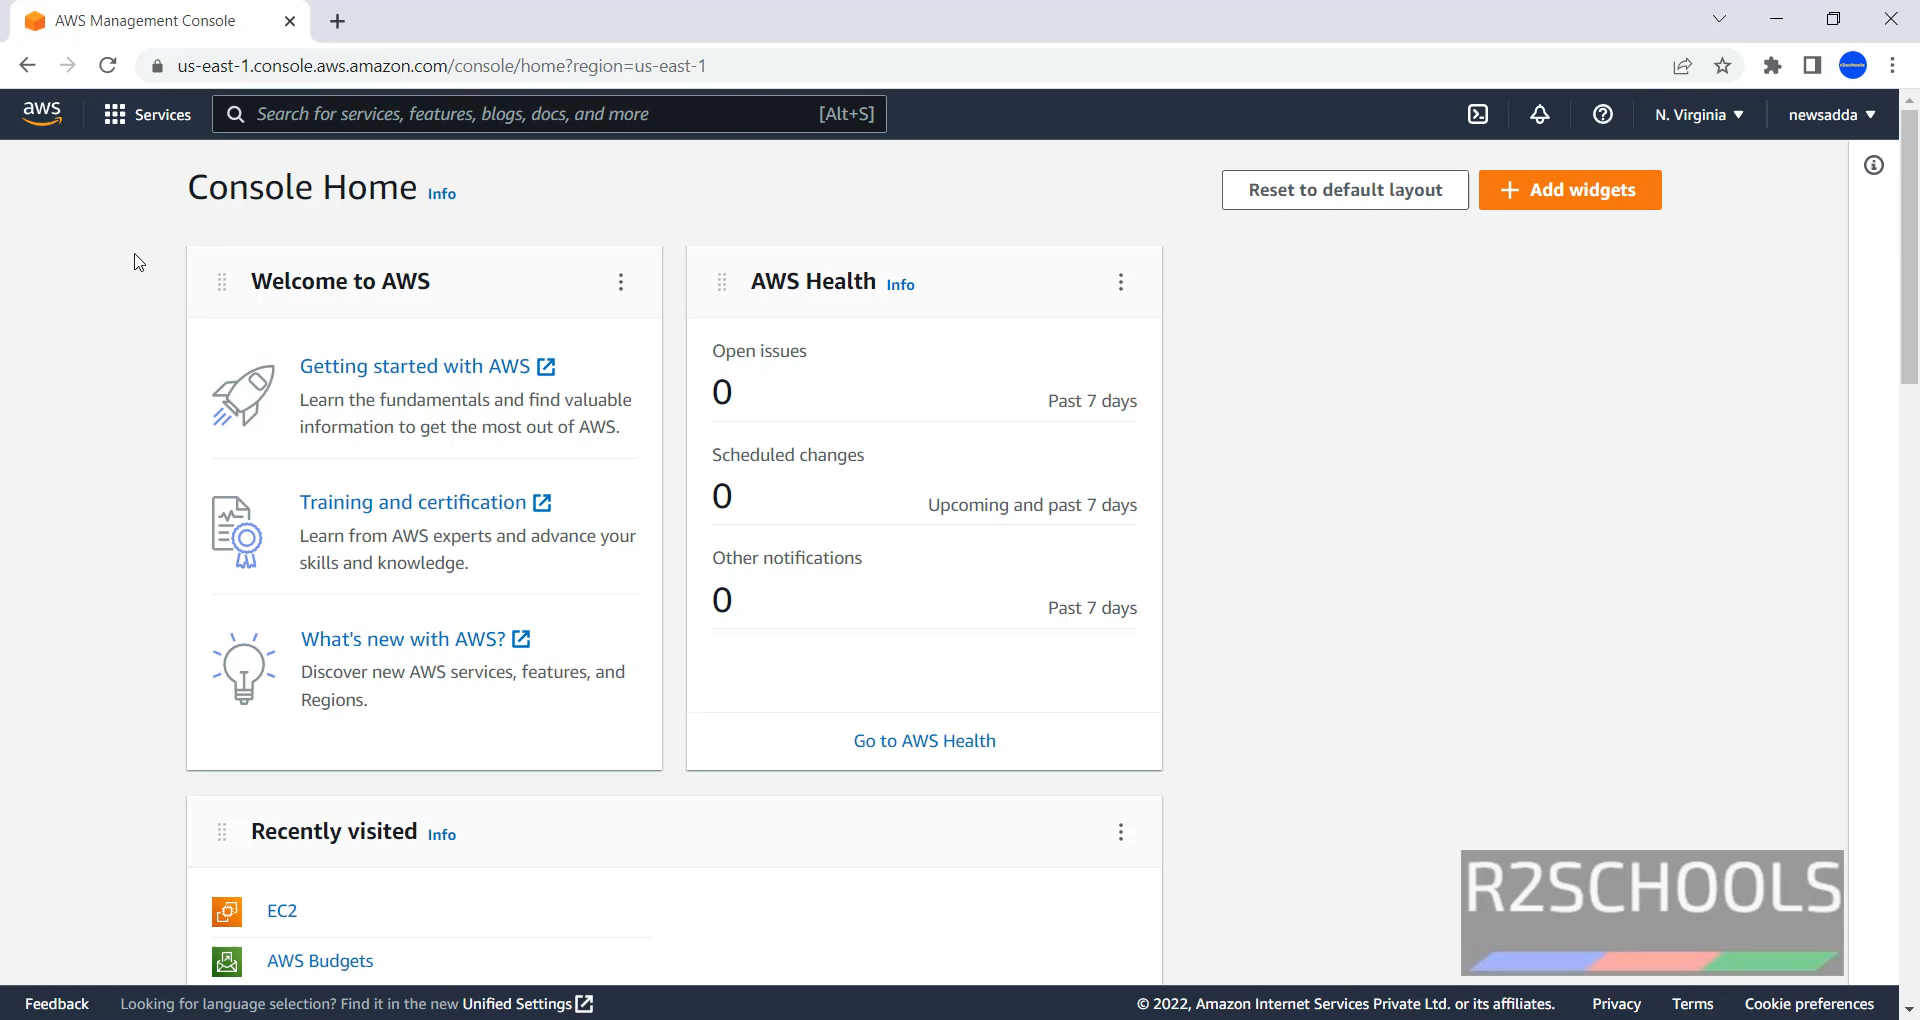 AWS Management Console
us-east-1.console.aws.amazon.com/console/home?region=us-east-1
r2schools
aws
Services
Search for services, features, blogs, docs, and more
[Alt+S]
N. Virginia
newsadda
Console Home Info
Reset to default layout
Add widgets
Welcome to AWS
Getting started with AWS
Learn the fundamentals and find valuable
information to get the most out of AWS.
Training and certification
Learn from AWS experts and advance your
skills and knowledge.
What's new with AWS?
Discover new AWS services, features, and
Regions.
AWS Health Info
Open issues
0
Past 7 days
Scheduled changes
0
Upcoming and past 7 days
Other notifications
0
Past 7 days
Go to AWS Health
Recently visited Info
EC2
AWS Budgets
R2SCHOOLS
Feedback
Looking for language selection? Find it in the new Unified Settings
© 2022, Amazon Internet Services Private Ltd. or its affiliates.
Privacy
Terms
Cookie preferences